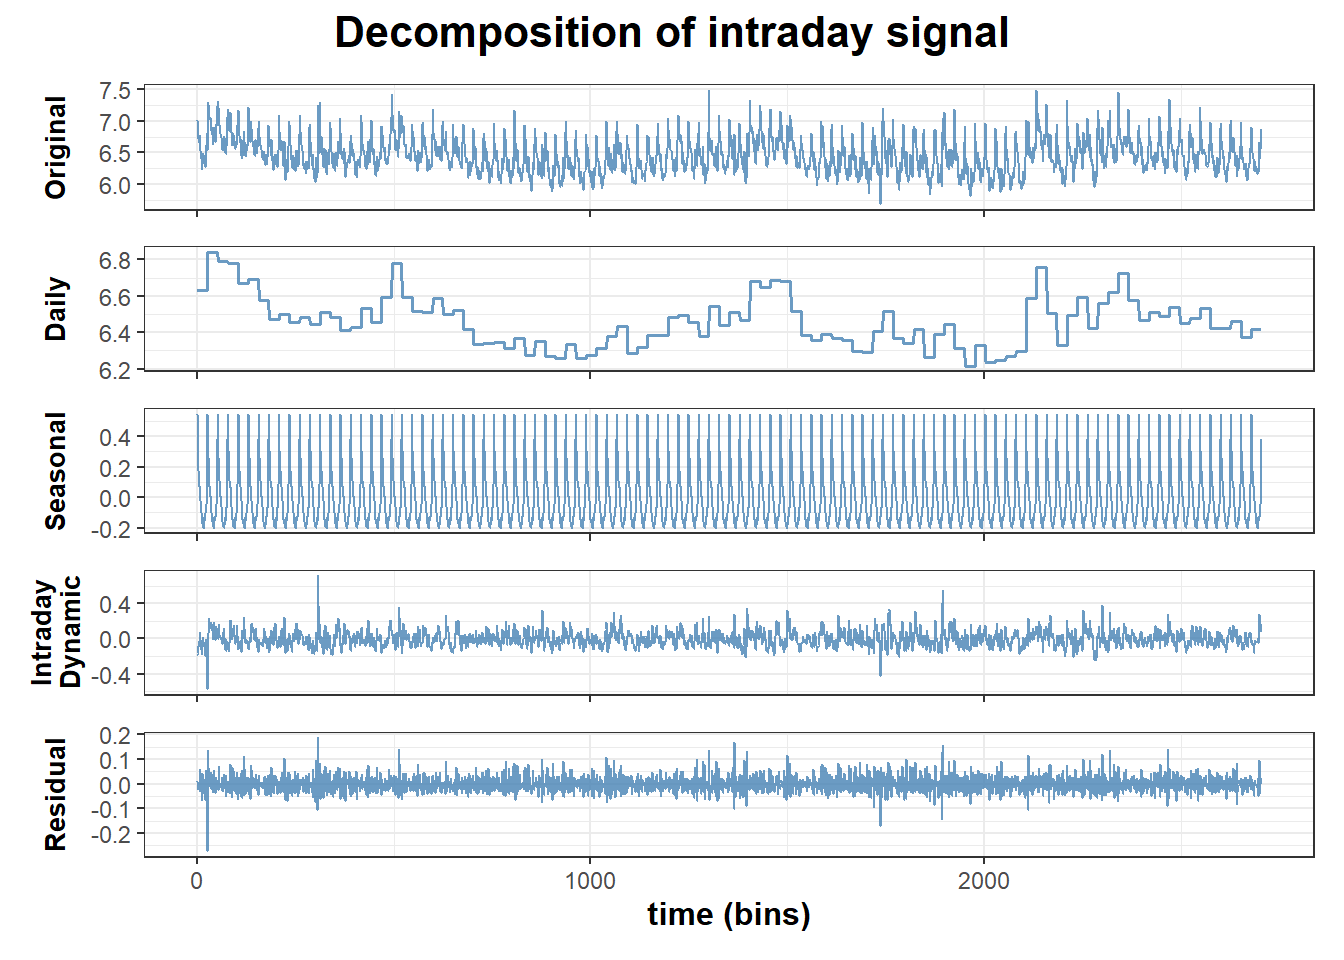 Decomposition of intraday signal
Original
7.5
7.0
6.5
6.0
Daily
6.8
6.6
6.4
6.2
Seasonal
0.4
0.2
0.0
-0.2
Intraday
Dynamic
0.4
0.0
-0.4
Residual
0.2
0.1
0.0
-0.1
-0.2
0 1000 2000
time (bins)